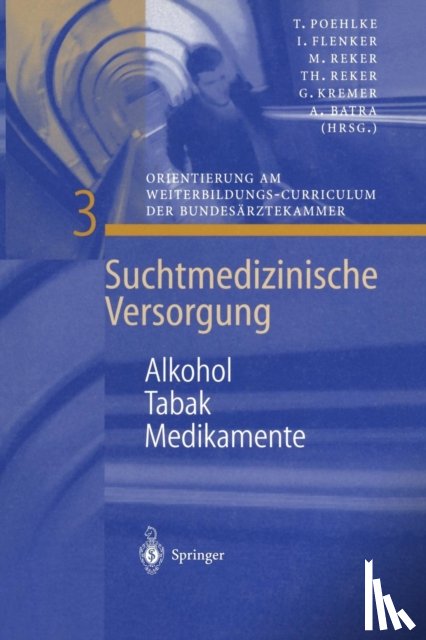 T. POEHLKE
I. FLENKER
M. REKER
TH. REKER
G. KREMER
A. BATRA
(HRSG.)
ORIENTIERUNG AM
WEITERBILDUNGS-CURRICULUM
DER BUNDESÄRZTEKAMMER
3
Suchtmedizinische
Versorgung
Alkohol
Tabak
Medikamente
Springer
hw